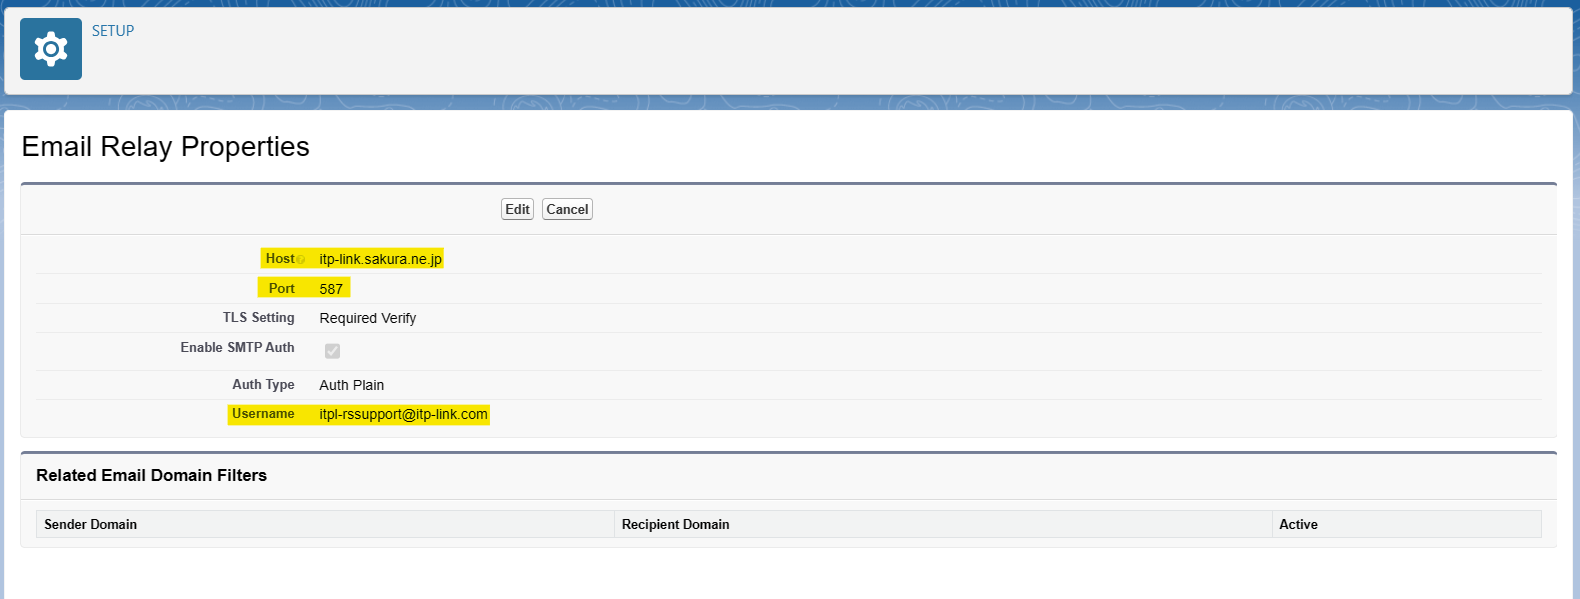 SETUP
Email Relay Properties
Edit Cancel
Host ? itp-link.sakura.ne.jp
Port 587
TLS Setting Required Verify
Enable SMTP Auth
Auth Type Auth Plain
Username itpl-rssupport@itp-link.com
Related Email Domain Filters
Sender Domain Recipient Domain Active